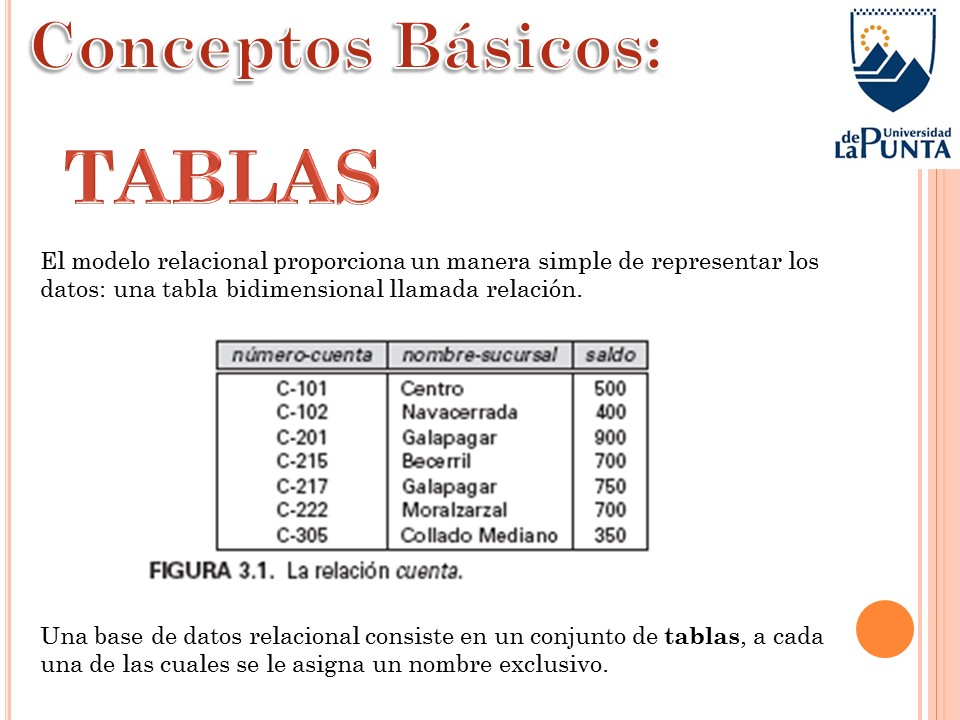 Conceptos Básicos:
de LaPUNTA Universidad
TABLAS
El modelo relacional proporciona un manera simple de representar los
datos: una tabla bidimensional llamada relación.
número-cuenta nombre-sucursal saldo
C-101 Centro 500
C-102 Navacerrada 400
C-201 Galapagar 900
C-215 Becerril 700
C-217 Galapagar 750
C-222 Moralzarzal 700
C-305 Collado Mediano 350
FIGURA 3.1. La relación cuenta.
Una base de datos relacional consiste en un conjunto de tablas, a cada
una de las cuales se le asigna un nombre exclusivo.